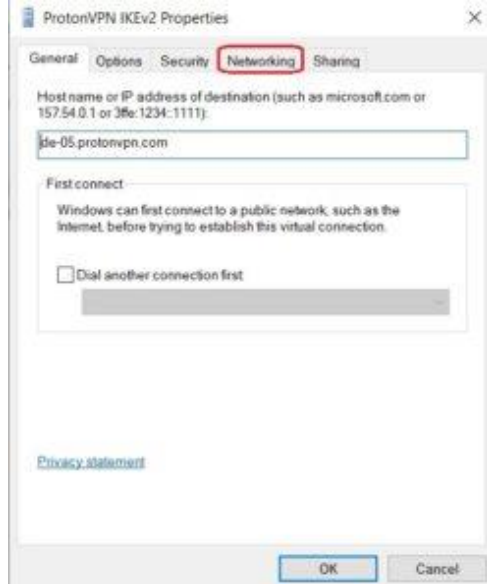 ProtonVPN IKEv2 Properties
General Options Security Networking Sharing
Host name or IP address of destination (such as microsoft.com or
157.54.0.1 or 3ffe:1234::1111):
de-05.protonvpn.com
First connect
Windows can first connect to a public network, such as the
Internet, before trying to establish this virtual connection.
Dial another connection first
Privacy statement
OK Cancel